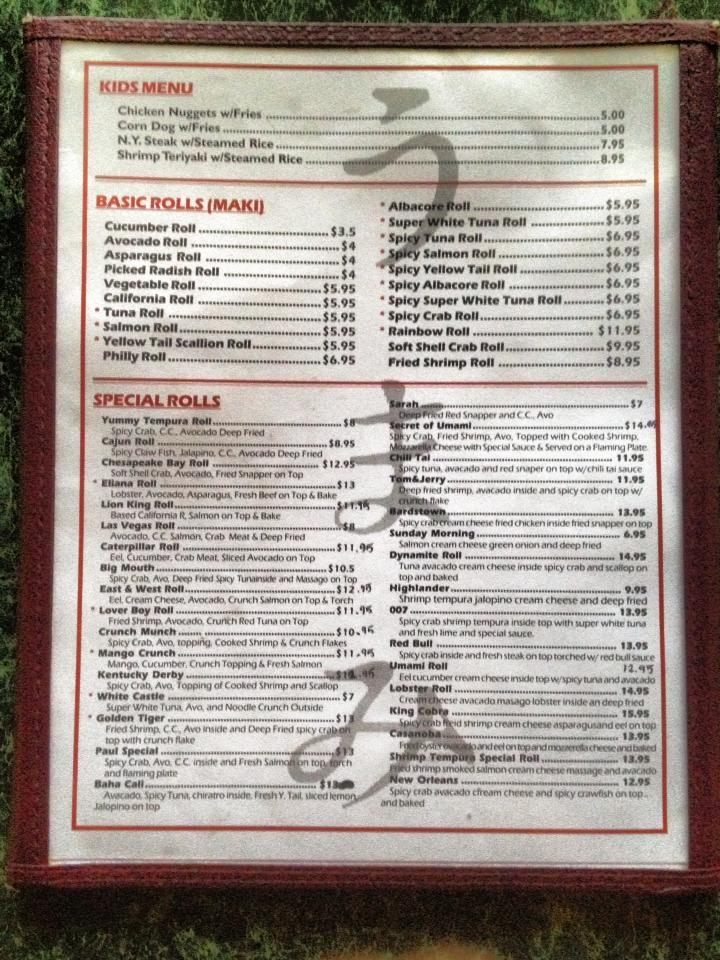 KIDS MENU
Chicken Nuggets w/Fries 5.00
Corn Dog w/Fries 5.00
N.Y. Steak w/Steamed Rice 7.95
Shrimp Teriyaki w/Steamed Rice 8.95
BASIC ROLLS (MAKI)
Cucumber Roll $3.5
Avocado Roll $4
Asparagus Roll $4
Picked Radish Roll $4
Vegetable Roll $5.95
California Roll $5.95
* Tuna Roll $5.95
* Salmon Roll $5.95
* Yellow Tail Scallion Roll $5.95
Philly Roll $6.95
* Albacore Roll $5.95
* Super White Tuna Roll $5.95
* Spicy Tuna Roll $6.95
* Spicy Salmon Roll $6.95
* Spicy Yellow Tail Roll $6.95
* Spicy Albacore Roll $6.95
* Spicy Super White Tuna Roll $6.95
* Spicy Crab Roll $6.95
* Rainbow Roll $11.95
Soft Shell Crab Roll $9.95
Fried Shrimp Roll $8.95
SPECIAL ROLLS
Yummy Tempura Roll $8
Spicy Crab, C.C., Avocado Deep Fried
Cajun Roll $8.95
Spicy Claw Fish, Jalapino, C.C., Avocado Deep Fried
Chesapeake Bay Roll $12.95
Soft Shell Crab, Avocado, Fried Snapper on Top
* Eliana Roll $13
Lobster, Avocado, Asparagus, Fresh Beef on Top & Bake
Lion King Roll $11.95
Based California R, Salmon on Top & Bake
Las Vegas Roll $8
Avocado, C.C. Salmon, Crab Meat & Deep Fried
Caterpillar Roll $11.95
Eel, Cucumber, Crab Meat, Sliced Avocado on Top
Big Mouth $10.5
Spicy Crab, Avo, Deep Fried Spicy Tunainside and Massago on Top
East & West Roll $12.95
Eel, Cream Cheese, Avocado, Crunch Salmon on Top & Torch
* Lover Boy Roll $11.95
Fried Shrimp, Avocado, Crunch Red Tuna on Top
Crunch Munch $10.95
Spicy Crab, Avo, topping, Cooked Shrimp & Crunch Flakes
* Mango Crunch $11.95
Mango, Cucumber, Crunch Topping & Fresh Salmon
Kentucky Derby
Spicy Crab, Avo, Topping of Cooked Shrimp and Scallop
* White Castle $7
Super White Tuna, Avo, and Noodle Crunch Outside
* Golden Tiger $13
Fried Shrimp, C.C., Avo inside and Deep Fried spicy crab on
top with crunch flake
Paul Special $13
Spicy Crab, Avo, C.C. inside and Fresh Salmon on top, torch
and flaming plate
Baha Call
Avocado, Spicy Tuna, chiratro inside, Fresh Y. Tail, sliced lemon,
Jalopino on top
Sarah $7
Deep Fried Red Snapper and C.C., Avo
Secret of Umami $14.95
Spicy Crab, Fried Shrimp, Avo, Topped with Cooked Shrimp,
Mozzarella Cheese with Special Sauce & Served on a Flaming Plate
Chili Tai 11.95
Spicy tuna, avacado and red snaper on top w/chili tai sauce
Tom&Jerry 11.95
Deep fried shrimp, avocado inside and spicy crab on top w/
crunch flake
Bardstown 13.95
Spicy crab cream cheese fried chicken inside fried snapper on top
Sunday Morning 6.95
Salmon cream cheese green onion and deep fried
Dynamite Roll 14.95
Tuna avacado cream cheese inside spicy crab and scallop on
top and baked
Highlander 9.95
Shrimp tempura jalopino cream cheese and deep fried
007 13.95
Spicy crab shrimp tempura inside top with super white tuna
and fresh lime and special sauce.
Red Bull 13.95
Spicy crab inside and fresh steak on top torched w/ red bull sauce
Umami Roll 12.95
Eel cucumber cream cheese inside top w/ spicy tuna and avacado
Lobster Roll 14.95
Cream cheese avacado masago lobster inside an deep fried
King Cobra 15.95
Spicy crab freid shrimp cream cheese asparagusand eel on top
Casanoba 13.95
Fried oyster and eel on top and mozzerella cheese and baked
Shrimp Tempura Special Roll 13.95
Fried shrimp smoked salmon cream cheese massage and avacado
New Orleans 12.95
Spicy crab avacado cfream cheese and spicy crawfish on top
and baked
うまみ